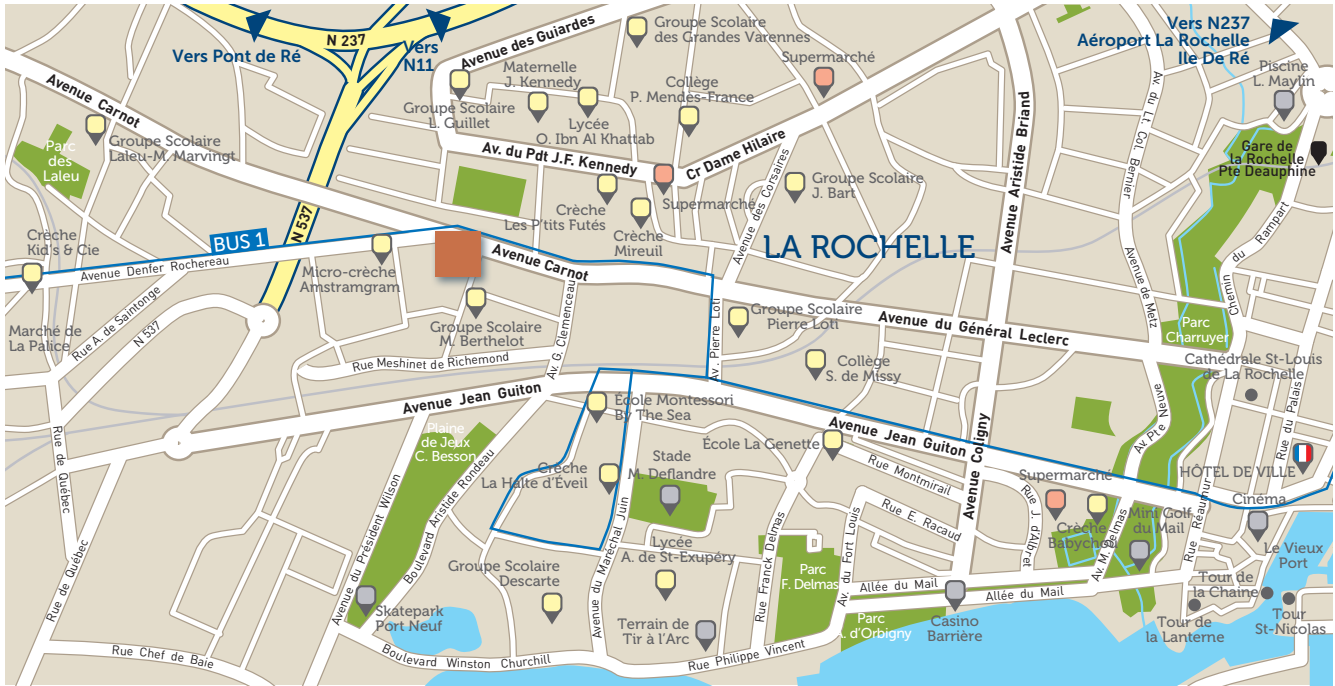 N 237
Vers Pont de Ré
Vers
N11
Avenue des Guiardes
Groupe Scolaire
des Grandes Varennes
Supermarché
Vers N237
Aéroport La Rochelle
Ile De Ré
Piscine
L. Maylin
Avenue Carnot
Maternelle
J. Kennedy
Collège
P. Mendès-France
Groupe Scolaire
L. Guillet
Lycée
O. Ibn Al Khattab
Av. du Lt Col. Bernier
Avenue Aristide Briand
Parc
des
Laleu
Groupe Scolaire
Laleu-M. Marvingt
Av. du Pdt J.F. Kennedy
Cr Dame Hilaire
Gare de
la Rochelle
Pte Deauphine
Crèche
Les P'tits Futés
Supermarché
Crèche
Mireuil
Avenue des Corsaires
Groupe Scolaire
J. Bart
LA ROCHELLE
Chemin du Rampart
Crèche
Kid's & Cie
BUS 1
N 537
Avenue Denfer Rochereau
Micro-crèche
Amstramgram
Avenue Carnot
Avenue de Metz
Marché de
La Palice
Rue A. de Saintonge
N 537
Groupe Scolaire
M. Berthelot
Av. G. Clemenceau
Av. Pierre Loti
Groupe Scolaire
Pierre Loti
Avenue du Général Leclerc
Parc
Charruyer
Rue Meshinet de Richemond
Collège
S. de Missy
Cathédrale St-Louis
de La Rochelle
Avenue Jean Guiton
École Montessori
By The Sea
Plaine
de Jeux
C. Besson
École La Genette
Avenue Jean Guiton
Avenue Coligny
Av. Pte Neuve
Rue du Palais
Rue de Québec
Crèche
La Halte d'Éveil
Stade
M. Deflandre
Rue Montmirail
Supermarché
HÔTEL DE VILLE
Cinéma
Rue E. Racaud
Rue J. d'Albret
Crèche
Babychou
Mini Golf
du Mail
Rue Réaumur
Avenue du Président Wilson
Boulevard Aristide Rondeau
Avenue du Maréchal Juin
Lycée
A. de St-Exupéry
Rue Franck Delmas
Parc
F. Delmas
Av. du Fort Louis
Av. M. Delmas
Le Vieux
Port
Rue de Québec
Groupe Scolaire
Descarte
Allée du Mail
Allée du Mail
Tour de
la Chaine
Skatepark
Port Neuf
Terrain de
Tir à l'Arc
Parc
A. d'Orbigny
Casino
Barrière
Tour de
la Lanterne
Tour
St-Nicolas
Rue Chef de Baie
Boulevard Winston Churchill
Rue Philippe Vincent